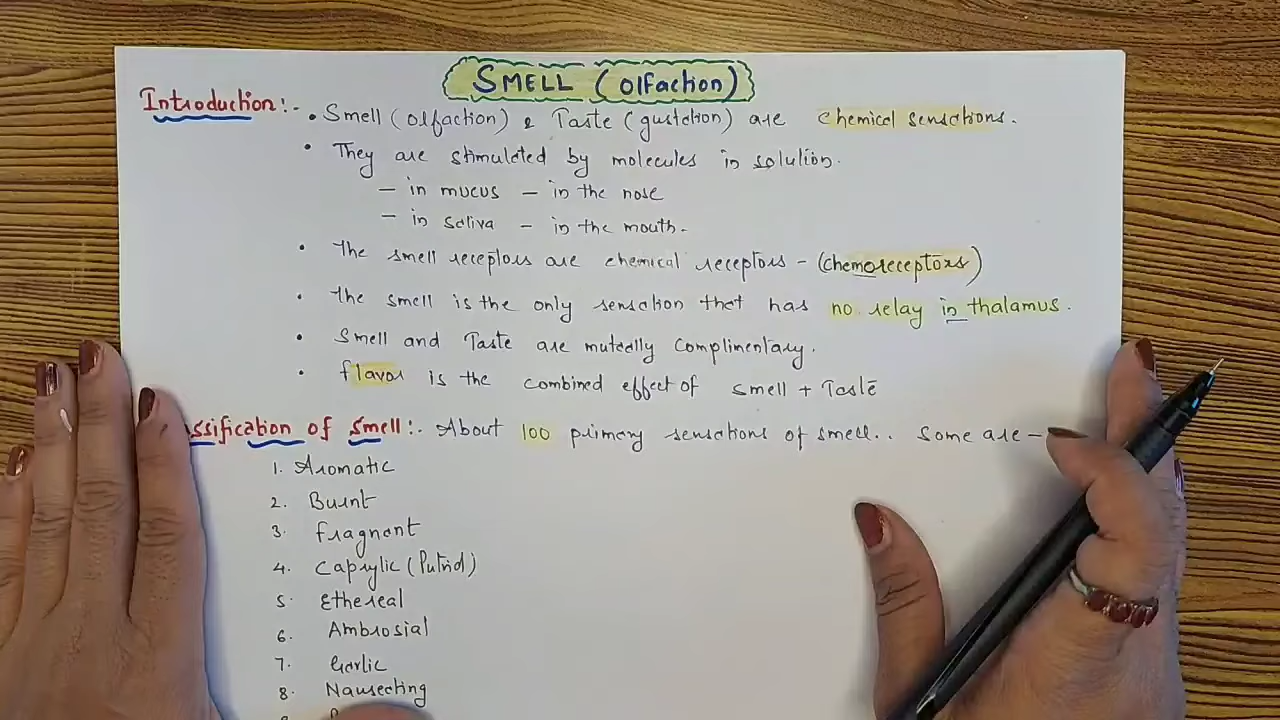 SMELL (olfaction)
Introduction:-
• Smell (olfaction) & Taste (gustation) are chemical sensations.
• They are stimulated by molecules in solution.
– in mucus – in the nose
– in saliva – in the mouth.
• The smell receptors are chemical receptors - (chemoreceptors)
• The smell is the only sensation that has no relay in thalamus.
• Smell and Taste are mutually Complimentary.
• flavor is the combined effect of smell + Taste
ssification of smell:- About 100 primary sensations of smell.. Some are –
1. Aromatic
2. Burnt
3. fragnant
4. Caprylic (Putrid)
5. Ethereal
6. Ambrosial
7. Garlic
8. Nauseating
9